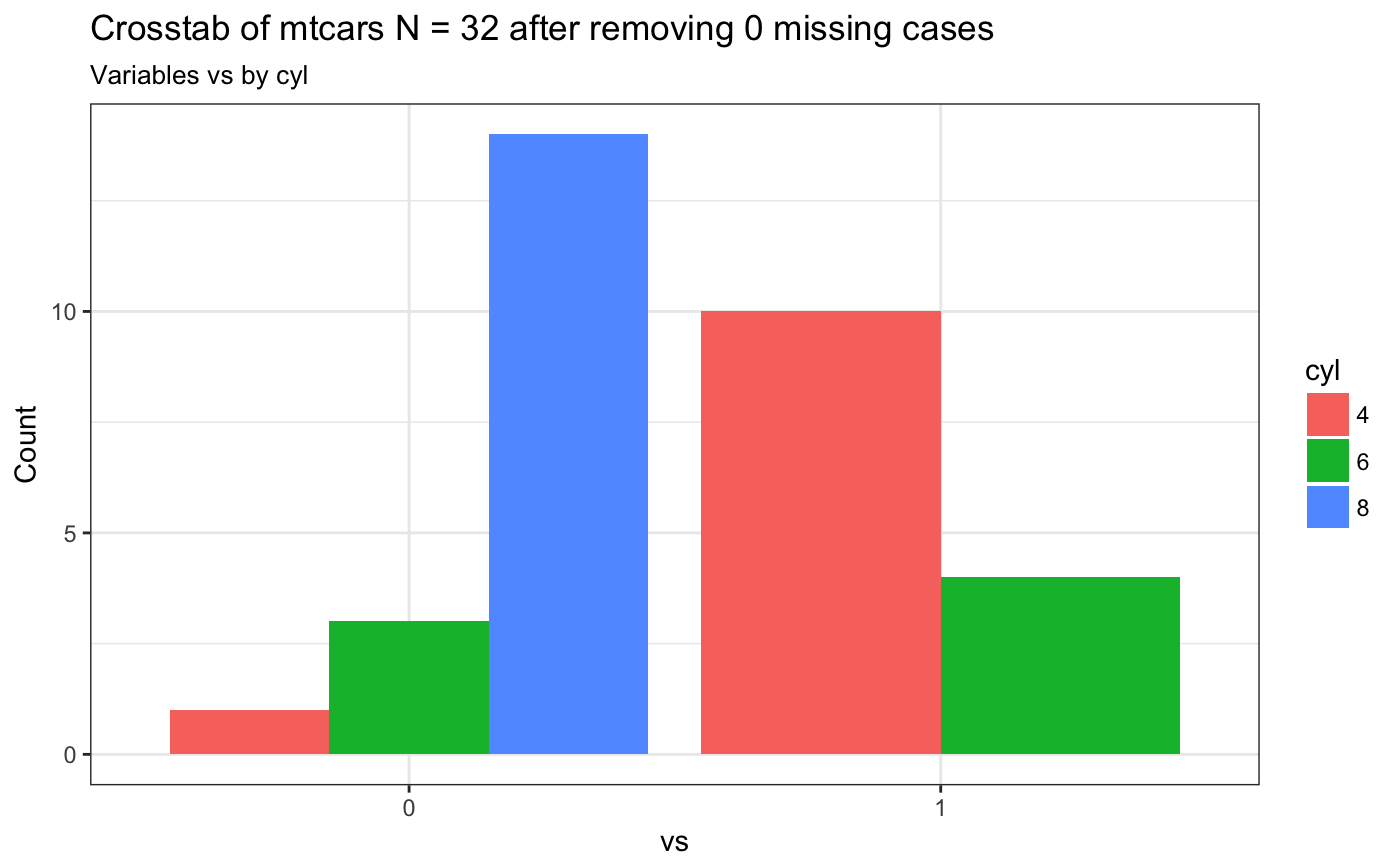 Crosstab of mtcars N = 32 after removing 0 missing cases
Variables vs by cyl
Count
10
5
0
0
1
vs
cyl
4
6
8